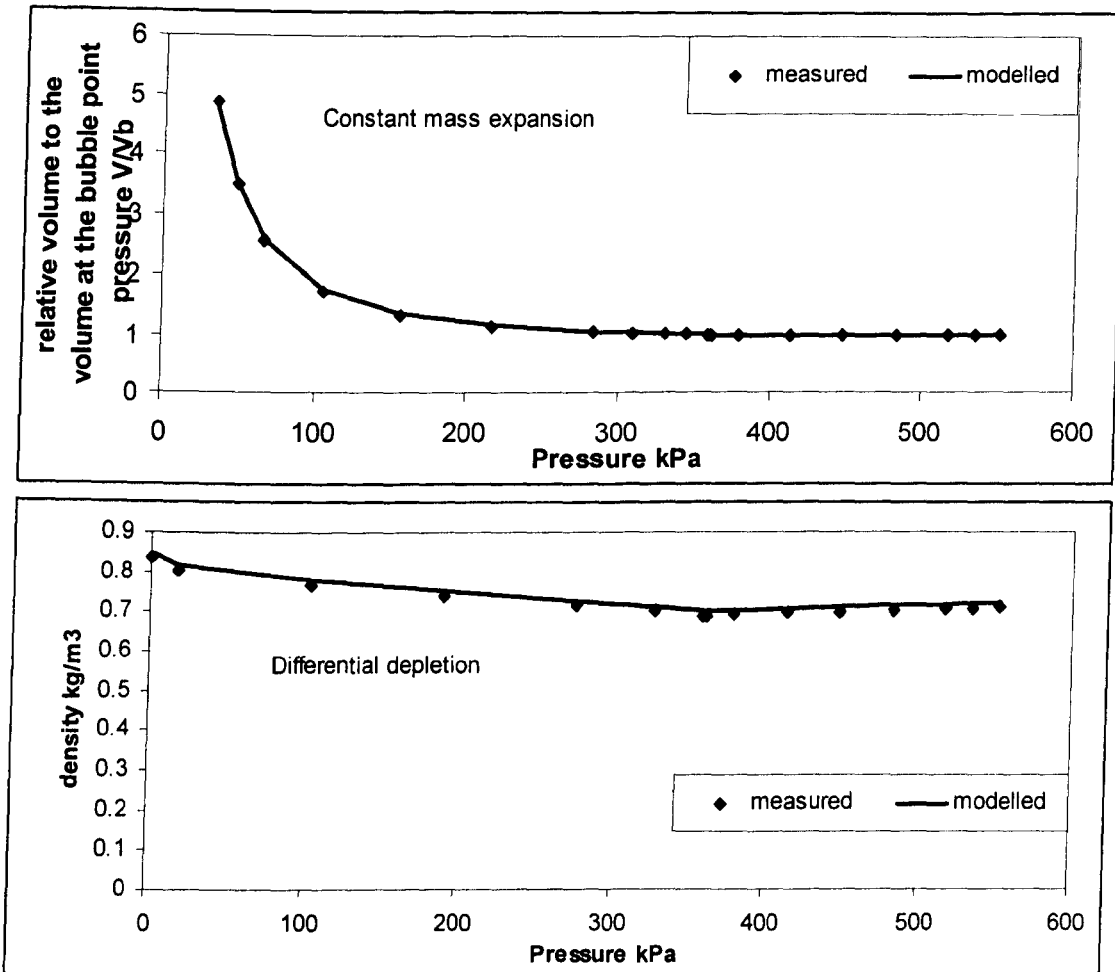 relative volume to the
volume at the bubble point
pressure V/Vb
6
5
4
3
2
1
0
measured modelled
Constant mass expansion
0 100 200 300 400 500 600
Pressure kPa
density kg/m3
0.9
0.8
0.7
0.6
0.5
0.4
0.3
0.2
0.1
0
Differential depletion
measured modelled
0 100 200 300 400 500 600
Pressure kPa